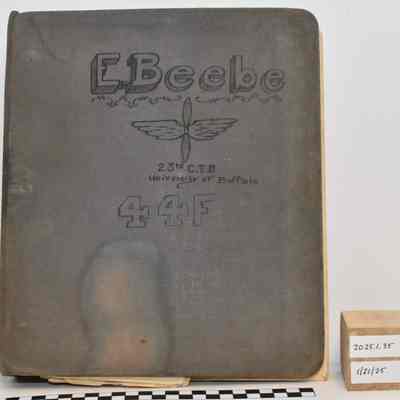 E. Beebe
23rd C.T.D
University of Buffalo
44F
2025.1.35
1/21/25